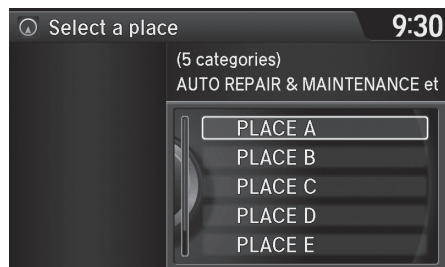 Select a place
9:30
(5 categories)
AUTO REPAIR & MAINTENANCE et
PLACE A
PLACE B
PLACE C
PLACE D
PLACE E